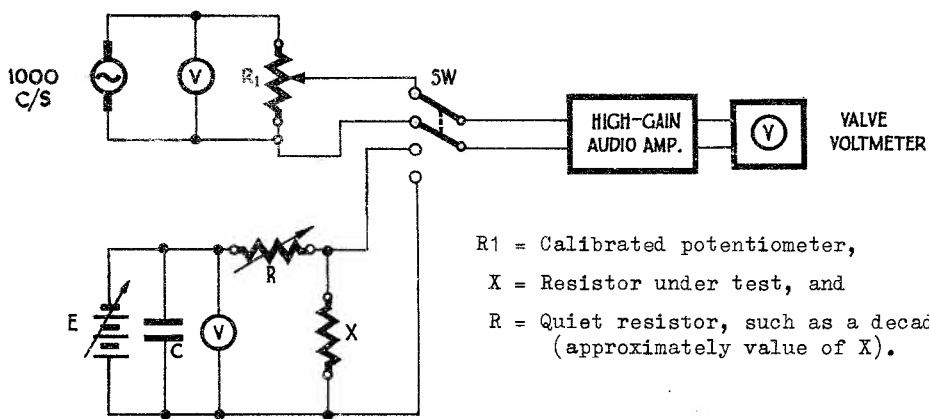 1000
C/S
V
R1
SW
HIGH-GAIN
AUDIO AMP.
V
VALVE
VOLTMETER
E
C
V
R
X
R1 = Calibrated potentiometer,
X = Resistor under test, and
R = Quiet resistor, such as a decad
(approximately value of X).